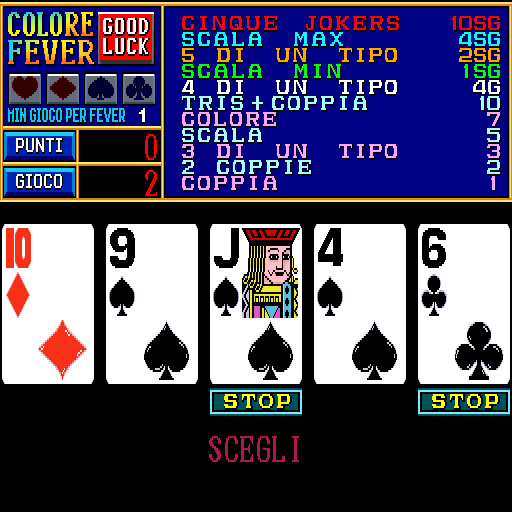 COLORE
FEVER
GOOD
LUCK
MIN GIOCO PER FEVER 1
PUNTI 0
GIOCO 2
CINQUE JOKERS 10SG
SCALA MAX 4SG
5 DI UN TIPO 2SG
SCALA MIN 1SG
4 DI UN TIPO 4G
TRIS+COPPIA 10
COLORE 7
SCALA 5
3 DI UN TIPO 3
2 COPPIE 2
COPPIA 1
10 9 J 4 6
STOP STOP
SCEGLI